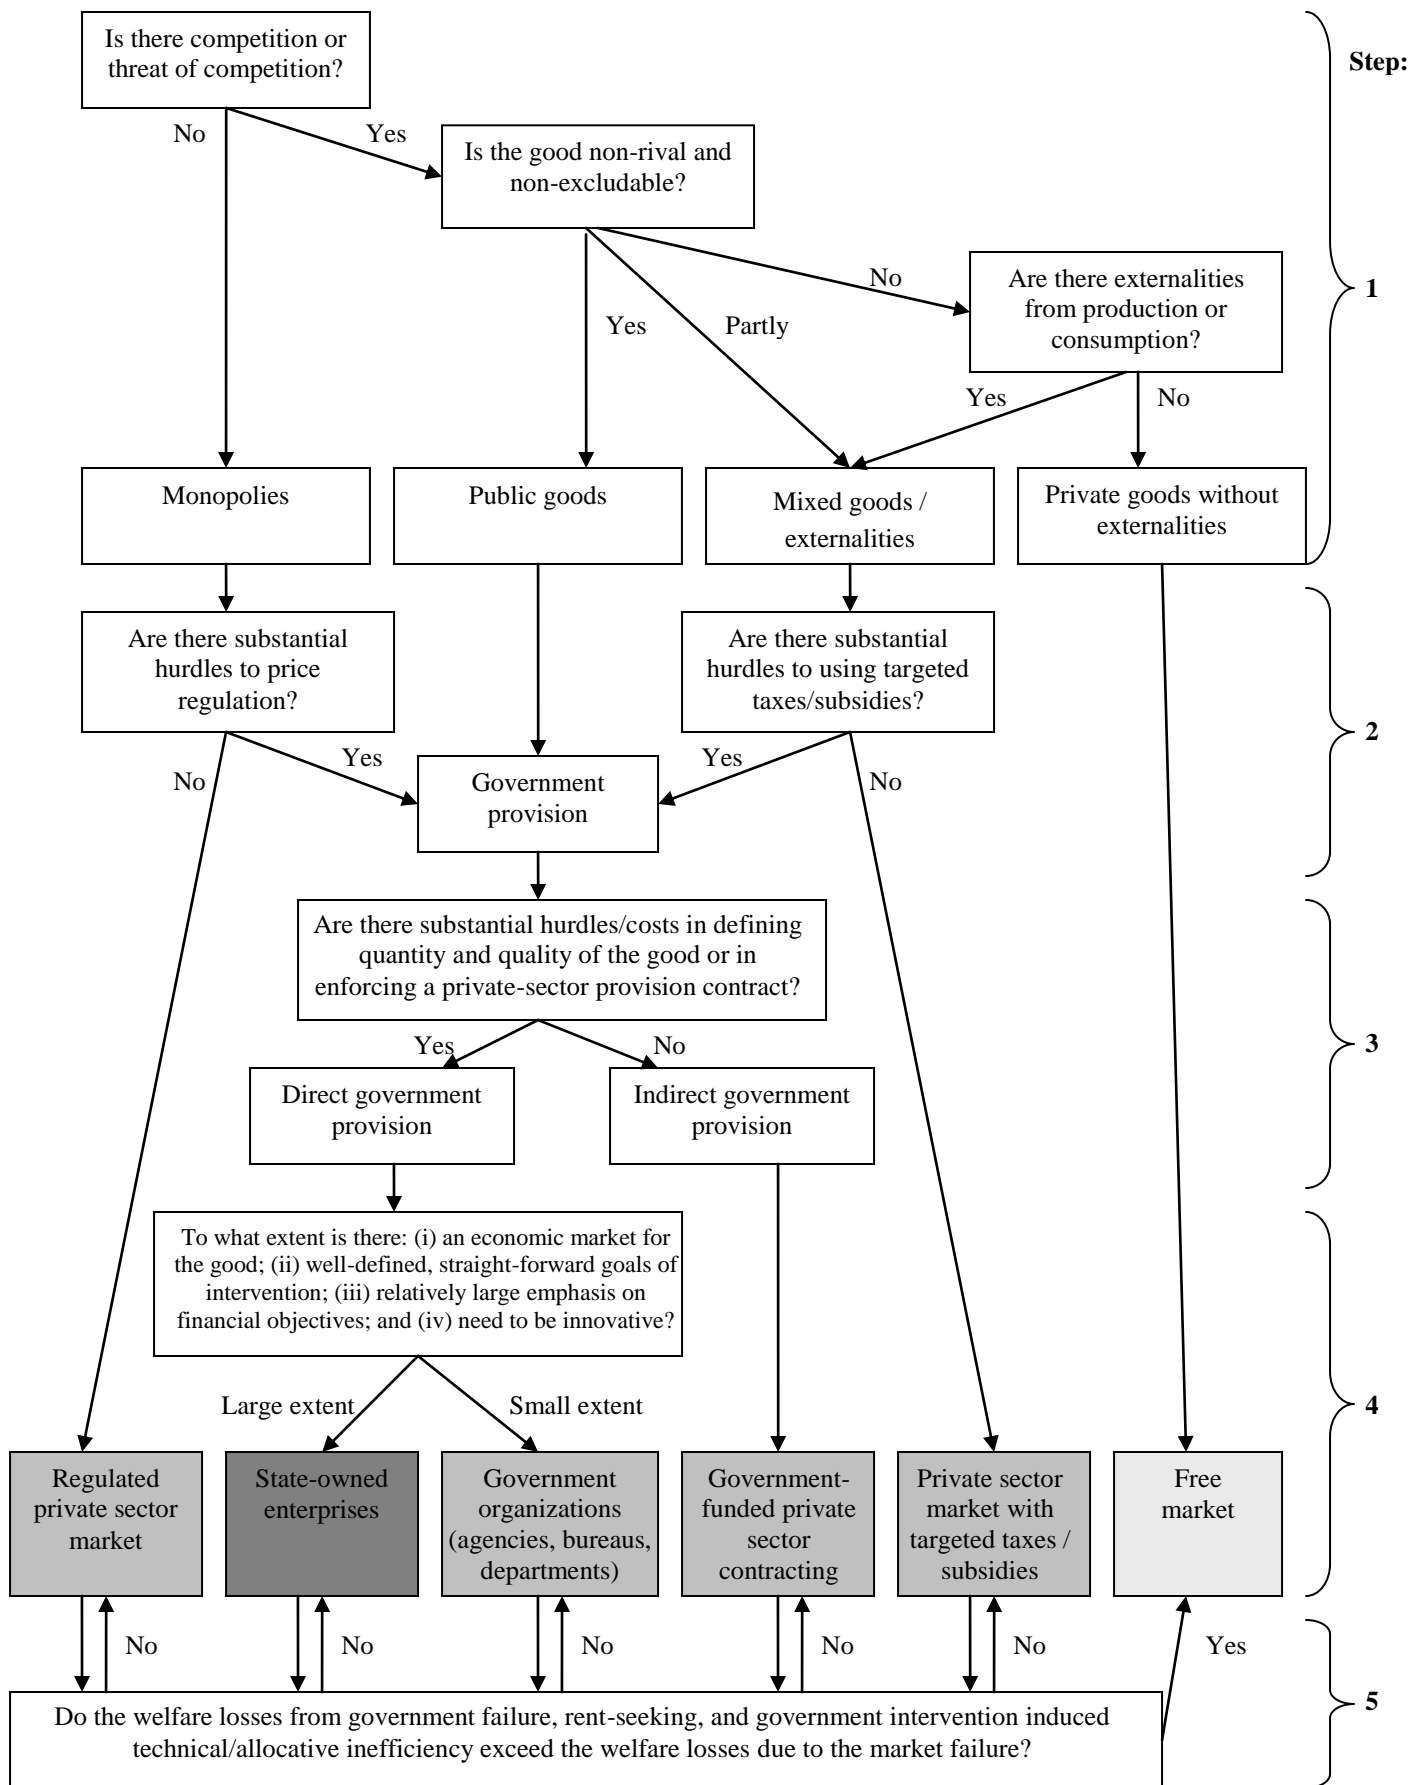 Is there competition or
threat of competition?
Step:
No
Yes
Is the good non-rival and
non-excludable?
No
Are there externalities
from production or
consumption?
1
Yes
Partly
Yes
No
Monopolies
Public goods
Mixed goods /
externalities
Private goods without
externalities
Are there substantial
hurdles to price
regulation?
Are there substantial
hurdles to using targeted
taxes/subsidies?
2
No
Yes
Government
provision
Yes
No
Are there substantial hurdles/costs in defining
quantity and quality of the good or in
enforcing a private-sector provision contract?
3
Yes
No
Direct government
provision
Indirect government
provision
To what extent is there: (i) an economic market for
the good; (ii) well-defined, straight-forward goals of
intervention; (iii) relatively large emphasis on
financial objectives; and (iv) need to be innovative?
4
Large extent
Small extent
Regulated
private sector
market
State-owned
enterprises
Government
organizations
(agencies, bureaus,
departments)
Government-
funded private
sector
contracting
Private sector
market with
targeted taxes /
subsidies
Free
market
No
No
No
No
No
Yes
5
Do the welfare losses from government failure, rent-seeking, and government intervention induced
technical/allocative inefficiency exceed the welfare losses due to the market failure?